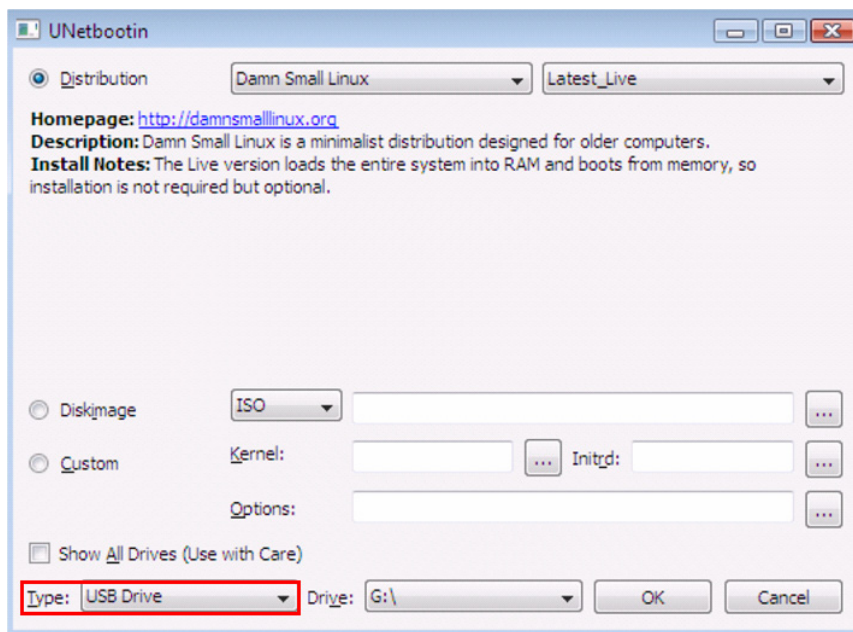 UNetbootin
Distribution Damn Small Linux Latest_Live
Homepage: http://damnsmalllinux.org
Description: Damn Small Linux is a minimalist distribution designed for older computers.
Install Notes: The Live version loads the entire system into RAM and boots from memory, so
installation is not required but optional.
Diskimage ISO ...
Custom Kernel: ... Initrd: ...
Options: ...
Show All Drives (Use with Care)
Type: USB Drive Drive: G:\ OK Cancel